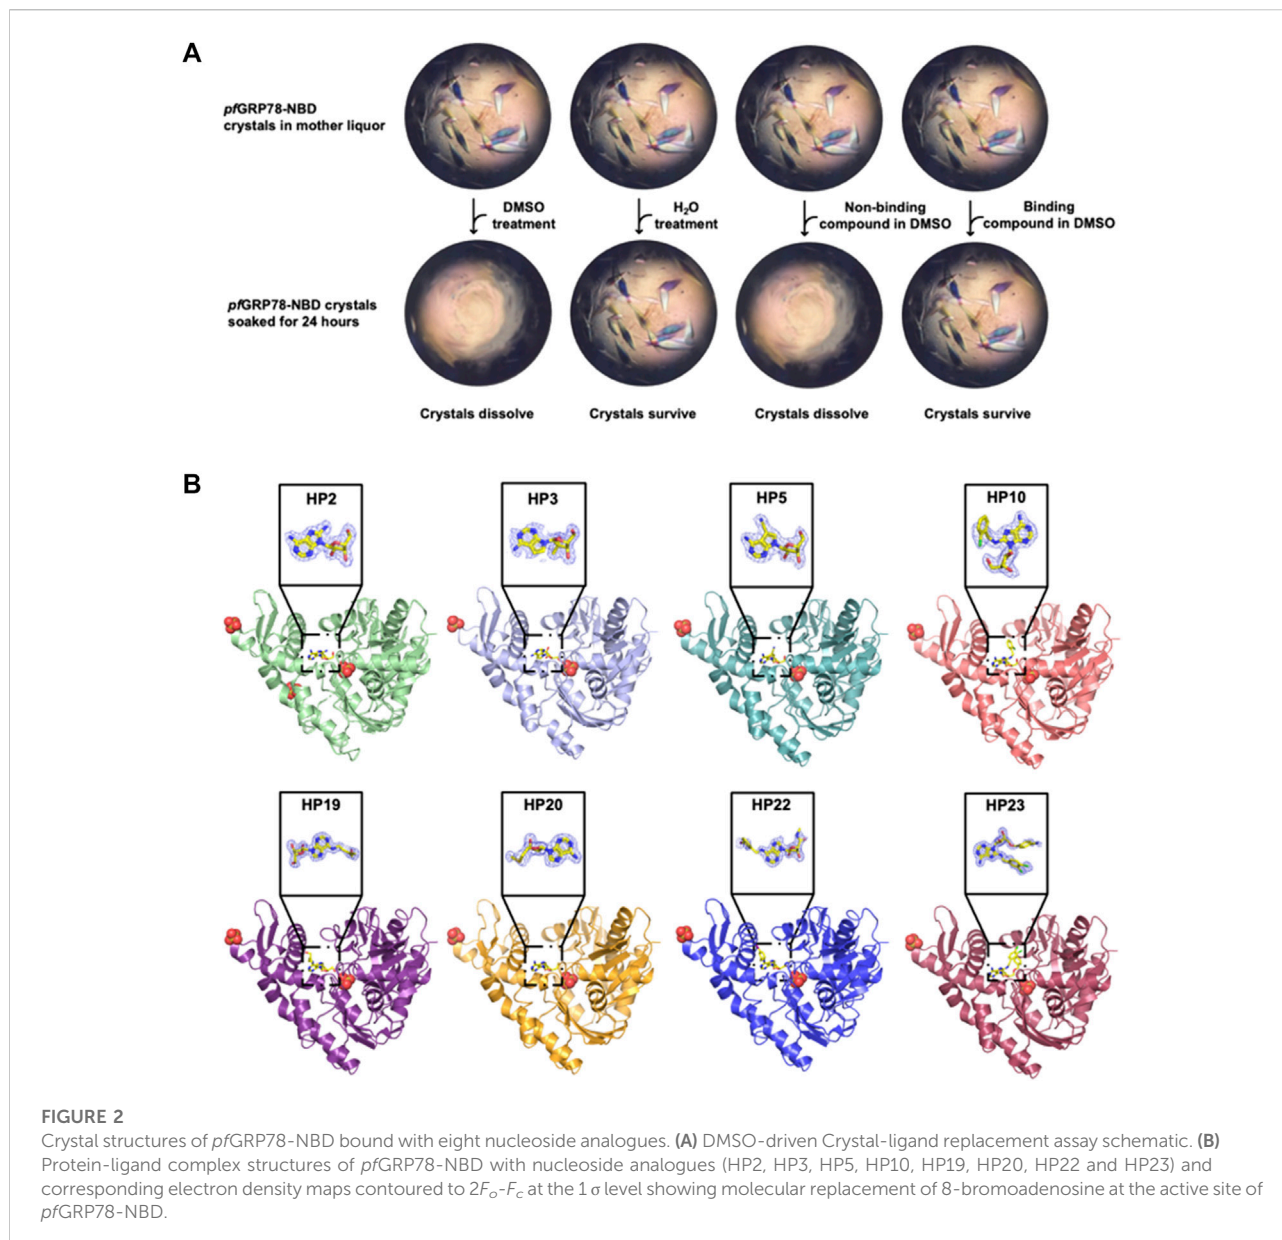 A
pfGRP78-NBD
crystals in mother liquor
DMSO
treatment
H₂O
treatment
Non-binding
compound in DMSO
Binding
compound in DMSO
pfGRP78-NBD crystals
soaked for 24 hours
Crystals dissolve
Crystals survive
Crystals dissolve
Crystals survive
B
HP2
HP3
HP5
HP10
HP19
HP20
HP22
HP23
FIGURE 2
Crystal structures of pfGRP78-NBD bound with eight nucleoside analogues. (A) DMSO-driven Crystal-ligand replacement assay schematic. (B)
Protein-ligand complex structures of pfGRP78-NBD with nucleoside analogues (HP2, HP3, HP5, HP10, HP19, HP20, HP22 and HP23) and
corresponding electron density maps contoured to 2Fo-Fc at the 1 σ level showing molecular replacement of 8-bromoadenosine at the active site of
pfGRP78-NBD.